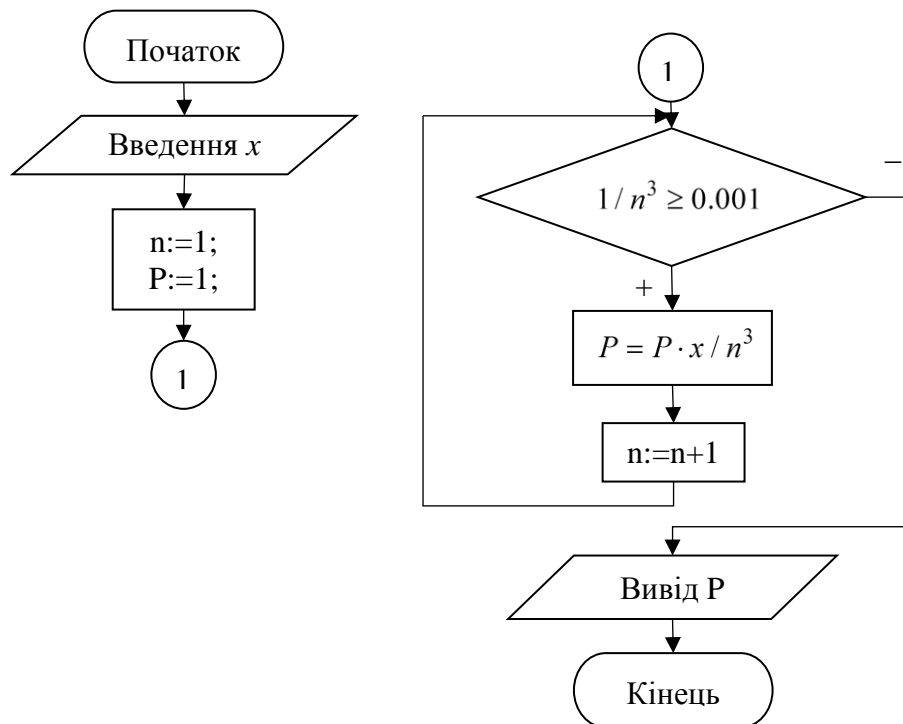 Початок
Введення x
n:=1;
P:=1;
1
1
1 / n³ ≥ 0.001
−
+
P = P · x / n³
n:=n+1
Вивід P
Кінець